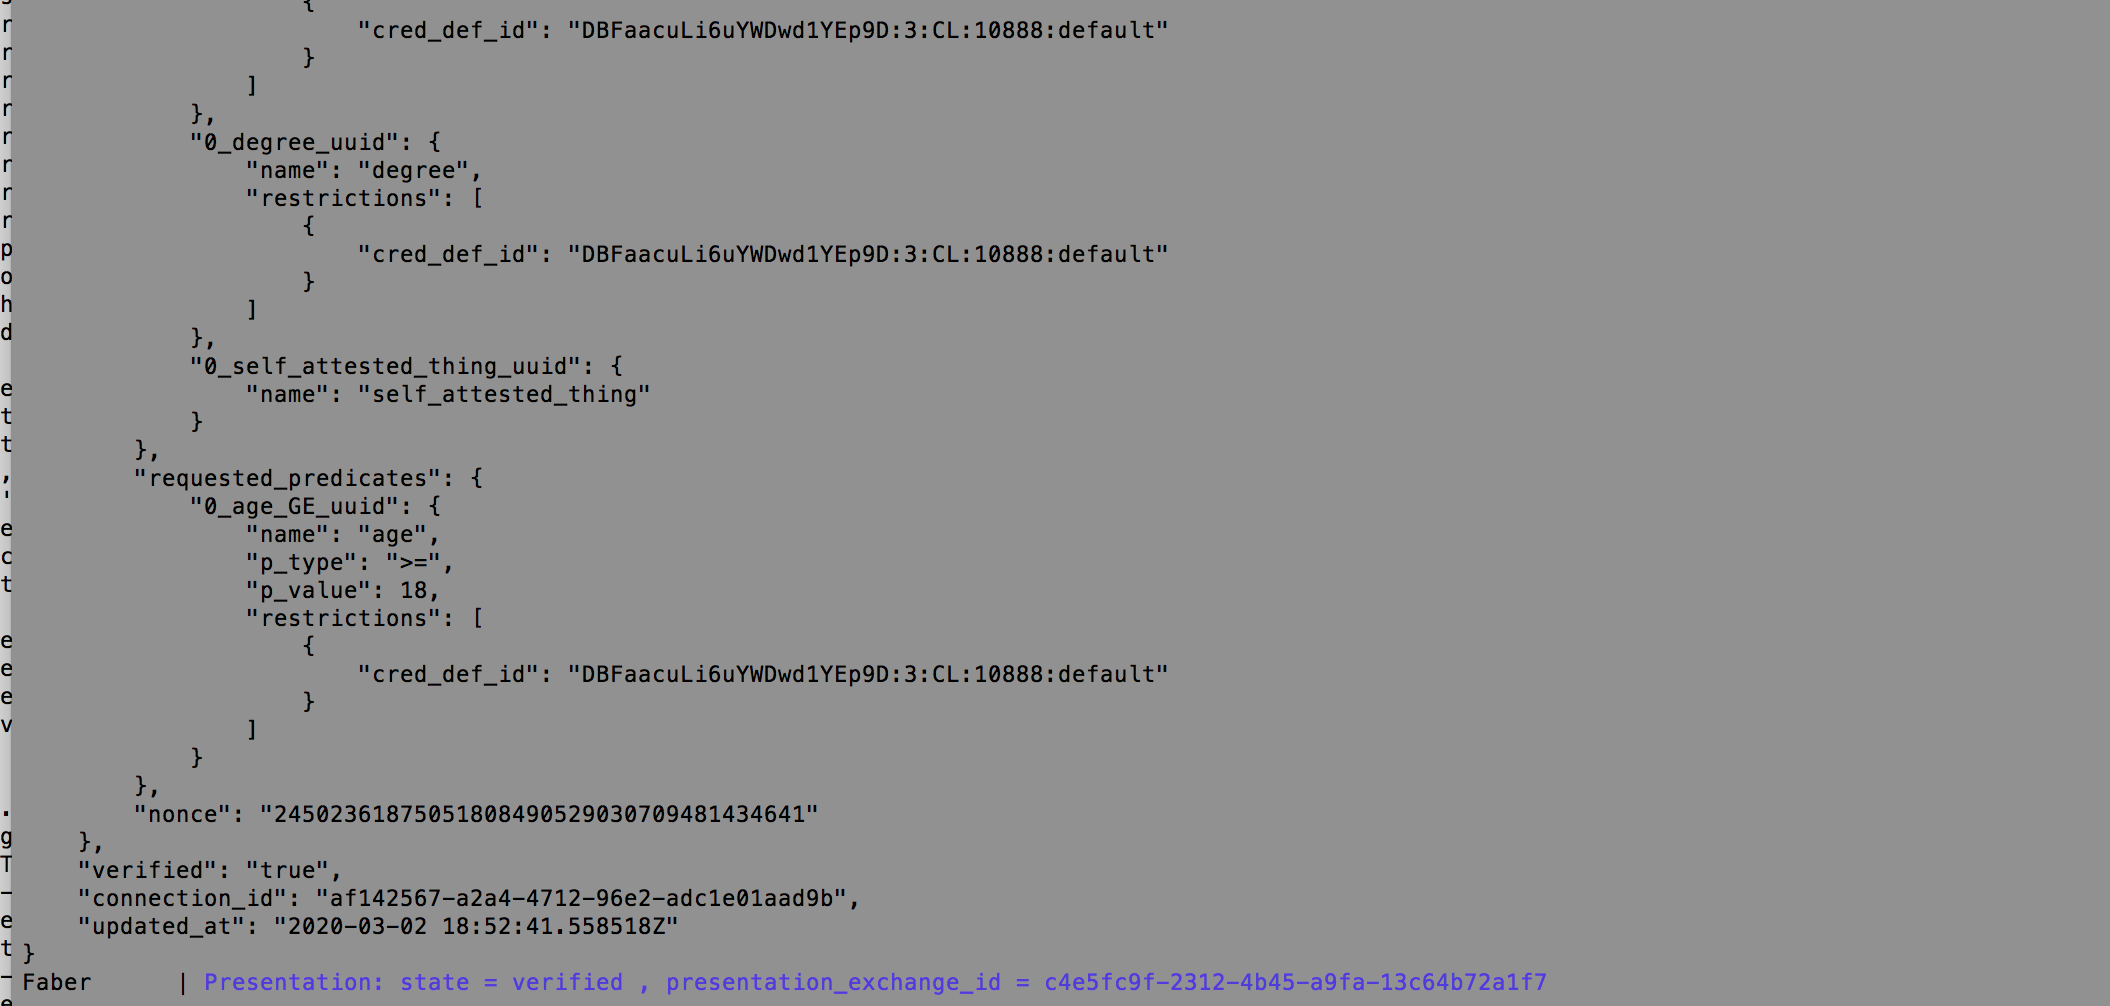 {
"cred_def_id": "DBFaacuLi6uYWDwd1YEp9D:3:CL:10888:default"
}
]
},
"0_degree_uuid": {
"name": "degree",
"restrictions": [
{
"cred_def_id": "DBFaacuLi6uYWDwd1YEp9D:3:CL:10888:default"
}
]
},
"0_self_attested_thing_uuid": {
"name": "self_attested_thing"
}
},
"requested_predicates": {
"0_age_GE_uuid": {
"name": "age",
"p_type": ">=",
"p_value": 18,
"restrictions": [
{
"cred_def_id": "DBFaacuLi6uYWDwd1YEp9D:3:CL:10888:default"
}
]
}
},
"nonce": "245023618750518084905290307094814346​41"
},
"verified": "true",
"connection_id": "af142567-a2a4-4712-96e2-adc1e01aad9b",
"updated_at": "2020-03-02 18:52:41.558518Z"
}
Faber | Presentation: state = verified , presentation_exchange_id = c4e5fc9f-2312-4b45-a9fa-13c64b72a1f7